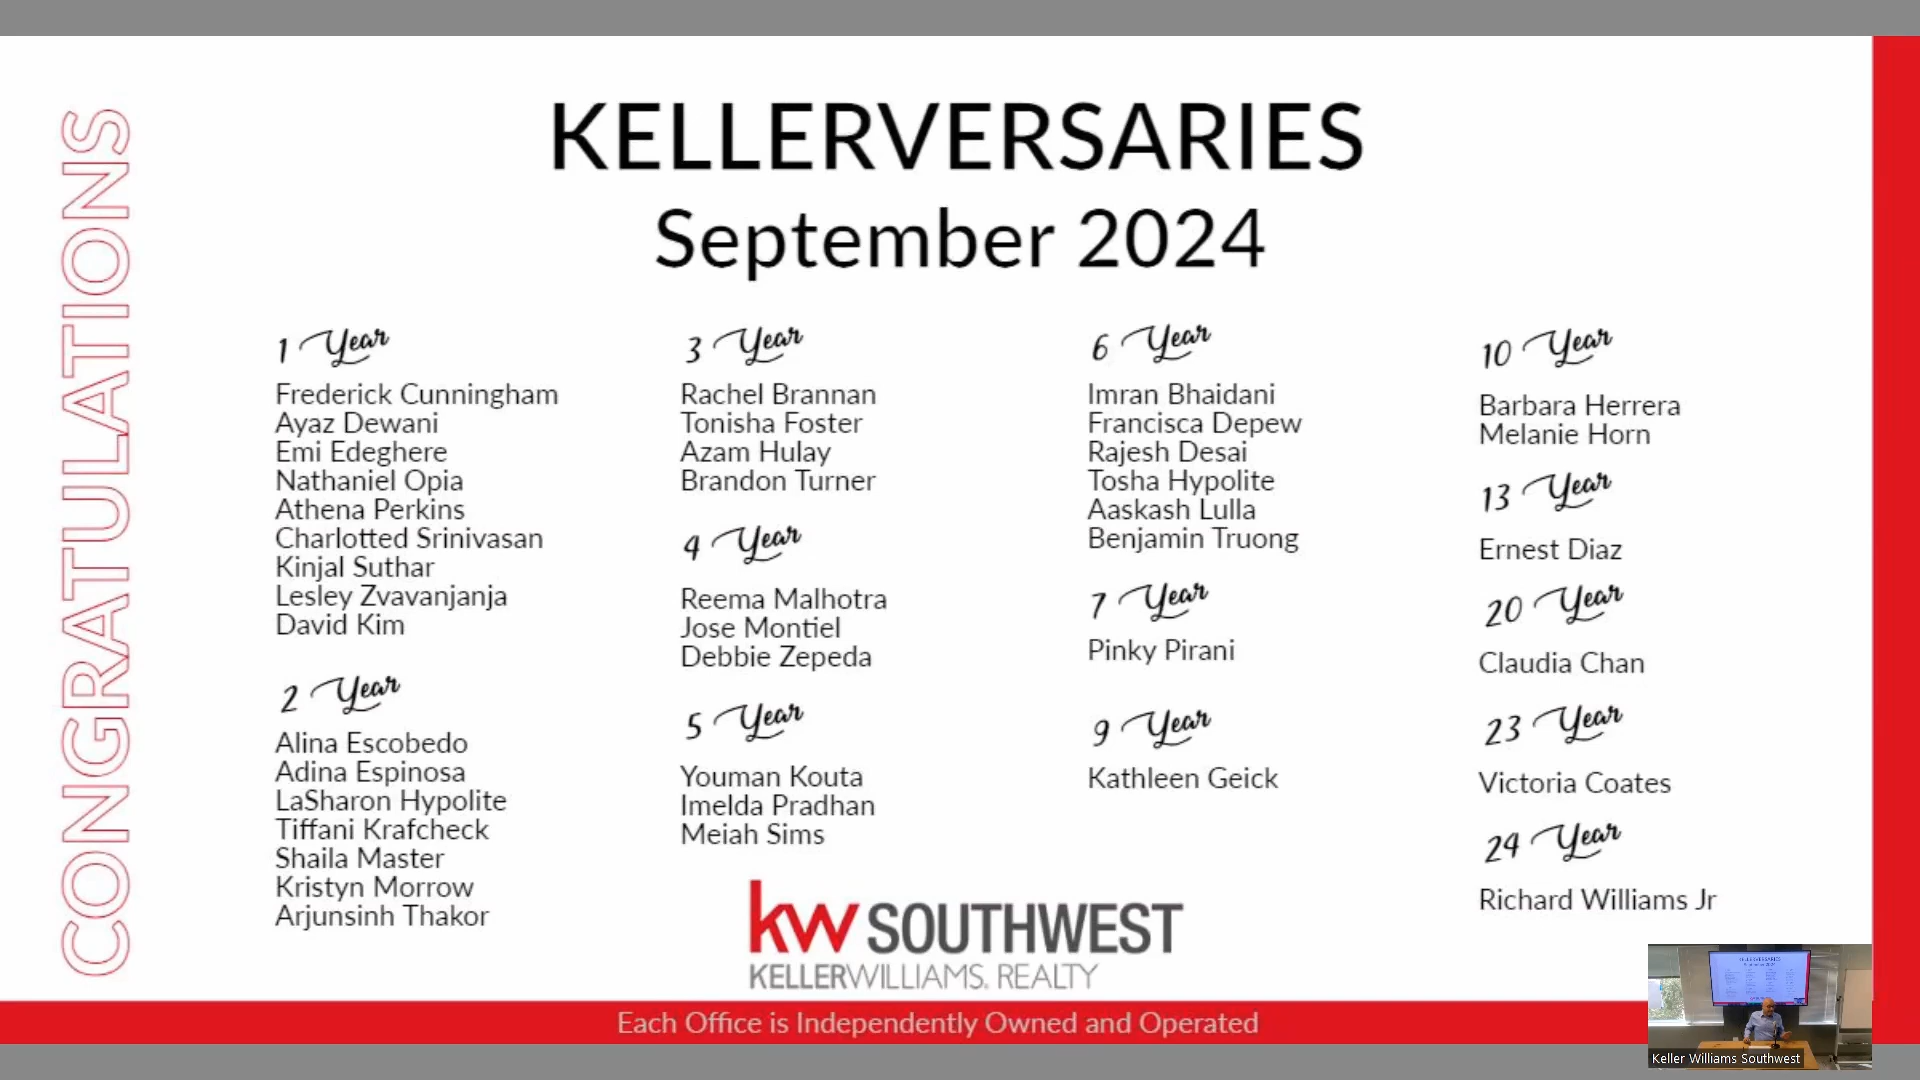 CONGRATULATIONS
KELLERVERSARIES
September 2024
1 Year
Frederick Cunningham
Ayaz Dewani
Emi Edeghere
Nathaniel Opia
Athena Perkins
Charlotted Srinivasan
Kinjal Suthar
Lesley Zvavanjanja
David Kim
2 Year
Alina Escobedo
Adina Espinosa
LaSharon Hypolite
Tiffani Krafcheck
Shaila Master
Kristyn Morrow
Arjunsinh Thakor
3 Year
Rachel Brannan
Tonisha Foster
Azam Hulay
Brandon Turner
4 Year
Reema Malhotra
Jose Montiel
Debbie Zepeda
5 Year
Youman Kouta
Imelda Pradhan
Meiah Sims
6 Year
Imran Bhaidani
Francisca Depew
Rajesh Desai
Tosha Hypolite
Aaskash Lulla
Benjamin Truong
7 Year
Pinky Pirani
9 Year
Kathleen Geick
10 Year
Barbara Herrera
Melanie Horn
13 Year
Ernest Diaz
20 Year
Claudia Chan
23 Year
Victoria Coates
24 Year
Richard Williams Jr
kw SOUTHWEST
KELLERWILLIAMS. REALTY
Each Office is Independently Owned and Operated
KELLERVERSARIES
September 2024
Keller Williams Southwest